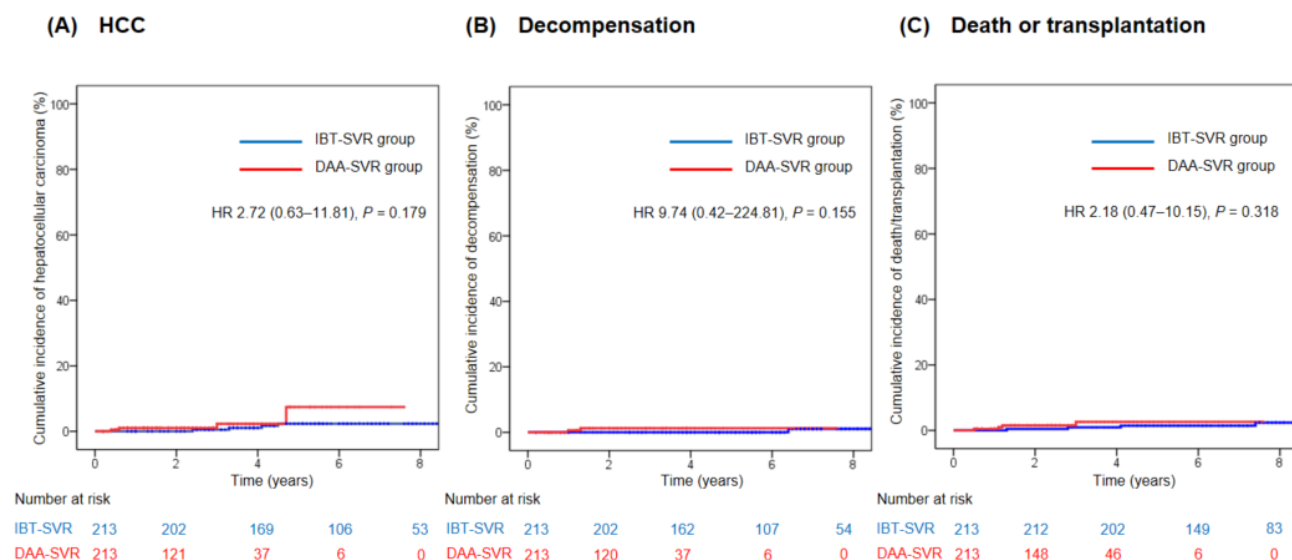 (A) HCC
Cumulative incidence of hepatocellular carcinoma (%)
100
80
60
40
20
0
IBT-SVR group
DAA-SVR group
HR 2.72 (0.63–11.81), P = 0.179
0 2 4 6 8
Time (years)
Number at risk
IBT-SVR 213 202 169 106 53
DAA-SVR 213 121 37 6 0
(B) Decompensation
Cumulative incidence of decompensation (%)
100
80
60
40
20
0
IBT-SVR group
DAA-SVR group
HR 9.74 (0.42–224.81), P = 0.155
0 2 4 6 8
Time (years)
Number at risk
IBT-SVR 213 202 162 107 54
DAA-SVR 213 120 37 6 0
(C) Death or transplantation
Cumulative incidence of death/transplantation (%)
100
80
60
40
20
0
IBT-SVR group
DAA-SVR group
HR 2.18 (0.47–10.15), P = 0.318
0 2 4 6 8
Time (years)
Number at risk
IBT-SVR 213 212 202 149 83
DAA-SVR 213 148 46 6 0